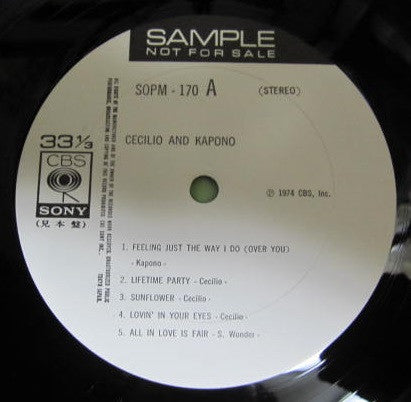 SAMPLE
NOT FOR SALE
SOPM - 170 A
(STEREO)
33 1/3
CECILIO AND KAPONO
CBS
SONY
(見本盤)
℗ 1974 CBS, Inc.
1. FEELING JUST THE WAY I DO (OVER YOU)
- Kapono -
2. LIFETIME PARTY - Cecilio -
3. SUNFLOWER - Cecilio -
4. LOVIN' IN YOUR EYES - Cecilio -
5. ALL IN LOVE IS FAIR - S. Wonder -